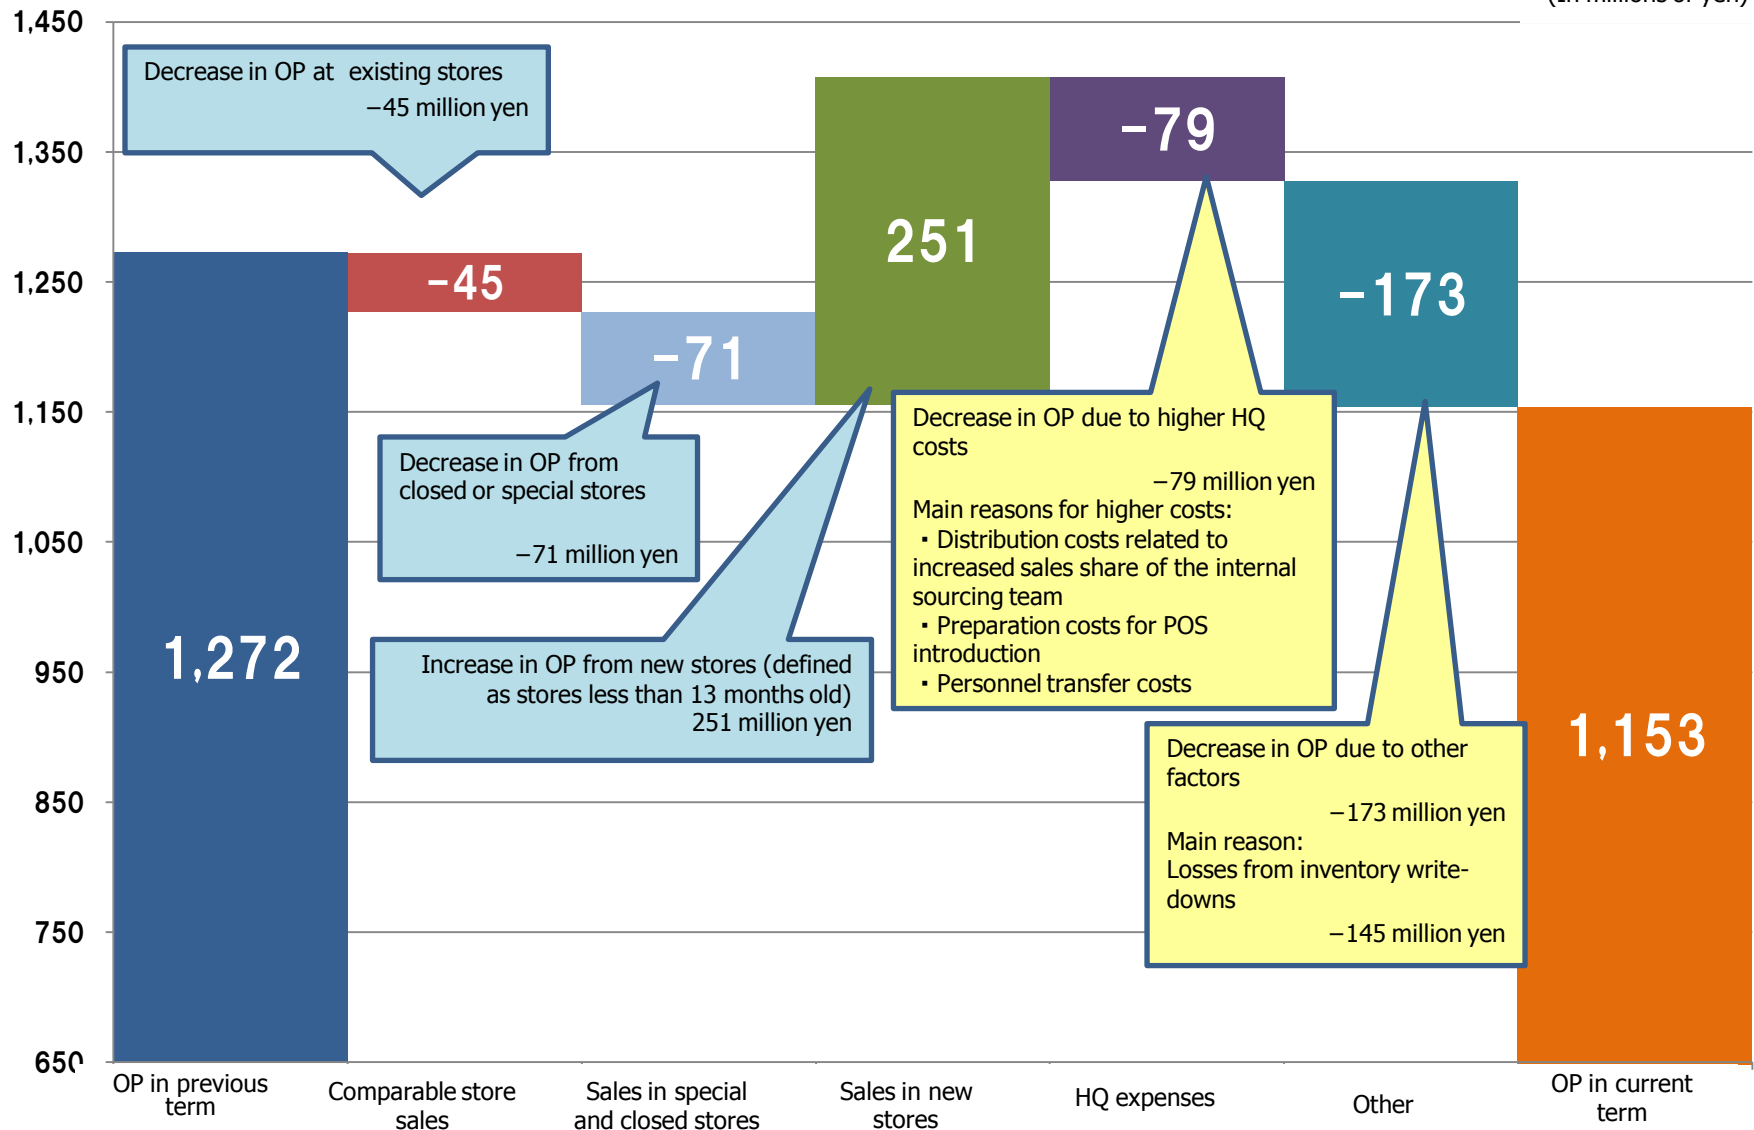 (In millions of yen)
1,450
1,350
1,250
1,150
1,050
950
850
750
650
Decrease in OP at existing stores
−45 million yen
1,272
−45
−71
251
−79
−173
1,153
Decrease in OP from
closed or special stores
−71 million yen
Increase in OP from new stores (defined
as stores less than 13 months old)
251 million yen
Decrease in OP due to higher HQ
costs
−79 million yen
Main reasons for higher costs:
・Distribution costs related to
increased sales share of the internal
sourcing team
・Preparation costs for POS
introduction
・Personnel transfer costs
Decrease in OP due to other
factors
−173 million yen
Main reason:
Losses from inventory write-
downs
−145 million yen
OP in previous
term
Comparable store
sales
Sales in special
and closed stores
Sales in new
stores
HQ expenses
Other
OP in current
term